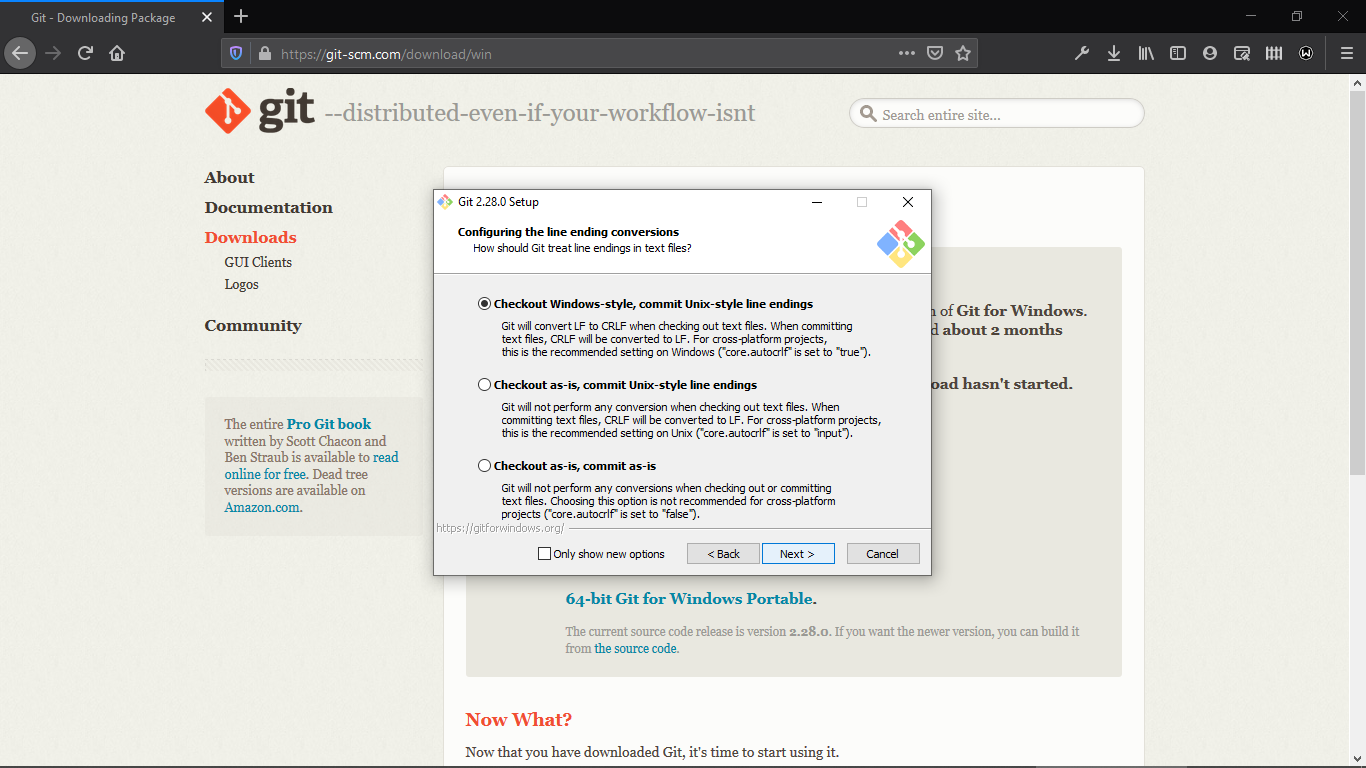 Git - Downloading Package
https://git-scm.com/download/win
git --distributed-even-if-your-workflow-isnt
Search entire site...
About
Documentation
Downloads
GUI Clients
Logos
Community
The entire Pro Git book
written by Scott Chacon and
Ben Straub is available to read
online for free. Dead tree
versions are available on
Amazon.com.
Git 2.28.0 Setup
Configuring the line ending conversions
How should Git treat line endings in text files?
Checkout Windows-style, commit Unix-style line endings
Git will convert LF to CRLF when checking out text files. When committing
text files, CRLF will be converted to LF. For cross-platform projects,
this is the recommended setting on Windows ("core.autocrlf" is set to "true").
Checkout as-is, commit Unix-style line endings
Git will not perform any conversion when checking out text files. When
committing text files, CRLF will be converted to LF. For cross-platform projects,
this is the recommended setting on Unix ("core.autocrlf" is set to "input").
Checkout as-is, commit as-is
Git will not perform any conversions when checking out or committing
text files. Choosing this option is not recommended for cross-platform
projects ("core.autocrlf" is set to "false").
https://gitforwindows.org/
Only show new options
< Back
Next >
Cancel
of Git for Windows.
about 2 months
hasn't started.
64-bit Git for Windows Portable.
The current source code release is version 2.28.0. If you want the newer version, you can build it
from the source code.
Now What?
Now that you have downloaded Git, it's time to start using it.